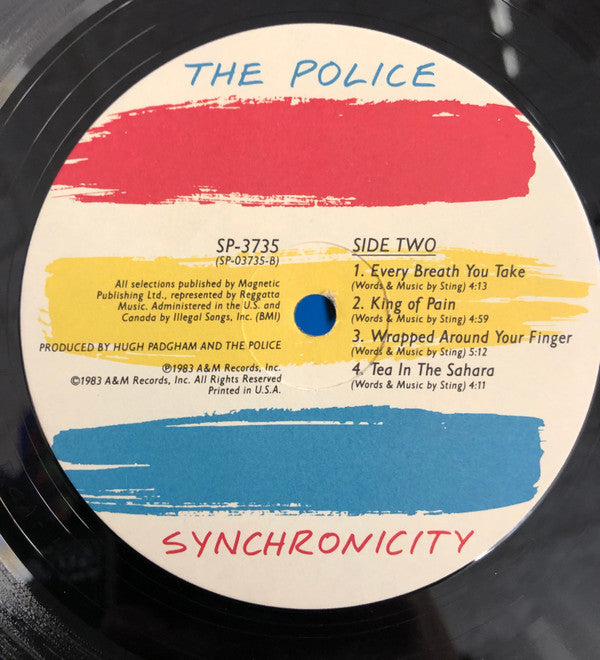 THE POLICE
SP-3735
(SP-03735-B)
All selections published by Magnetic
Publishing Ltd., represented by Reggatta
Music. Administered in the U.S. and
Canada by Illegal Songs, Inc. (BMI)
PRODUCED BY HUGH PADGHAM AND THE POLICE
℗1983 A&M Records, Inc.
©1983 A&M Records, Inc. All Rights Reserved
Printed in U.S.A.
SIDE TWO
1. Every Breath You Take
(Words & Music by Sting) 4:13
2. King of Pain
(Words & Music by Sting) 4:59
3. Wrapped Around Your Finger
(Words & Music by Sting) 5:12
4. Tea In The Sahara
(Words & Music by Sting) 4:11
SYNCHRONICITY